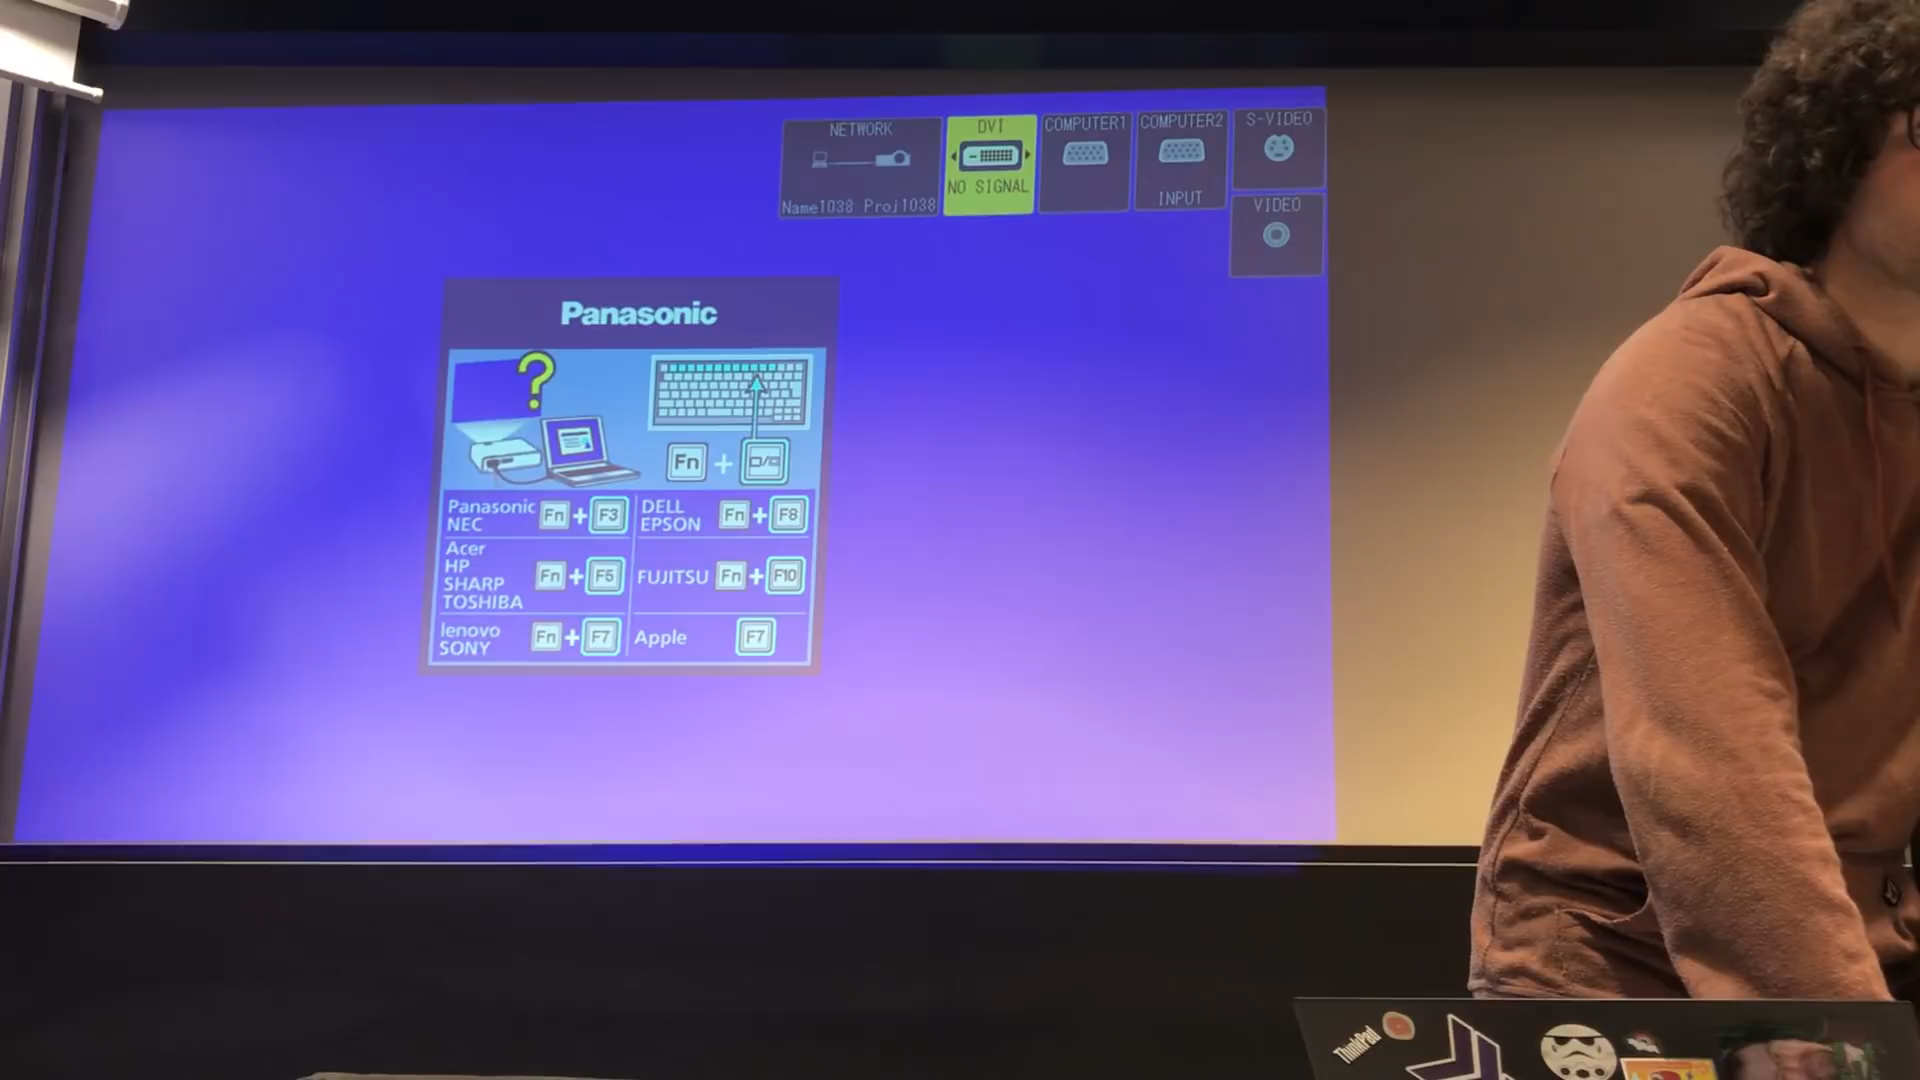 NETWORK
Name1038 Proj1038
DVI
NO SIGNAL
COMPUTER1
COMPUTER2
INPUT
S-VIDEO
VIDEO
Panasonic
?
Fn +
Panasonic
NEC
Fn + F3
DELL
EPSON
Fn + F8
Acer
HP
SHARP
TOSHIBA
Fn + F5
FUJITSU
Fn + F10
lenovo
SONY
Fn + F7
Apple
F7
ThinkPad